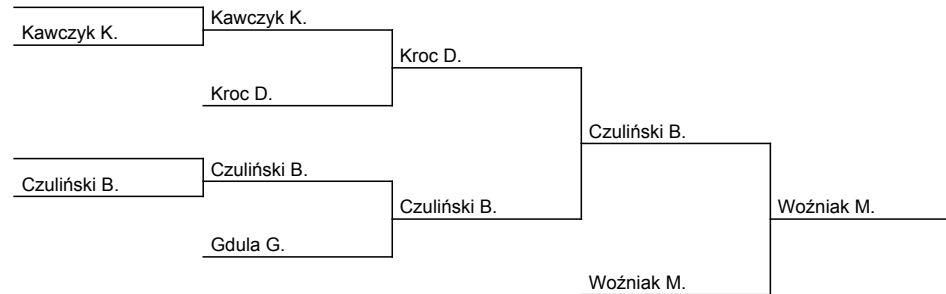 Kawczyk K.
Kawczyk K.
Kroc D.
Kroc D.
Czuliński B.
Czuliński B.
Czuliński B.
Czuliński B.
Woźniak M.
Gdula G.
Woźniak M.